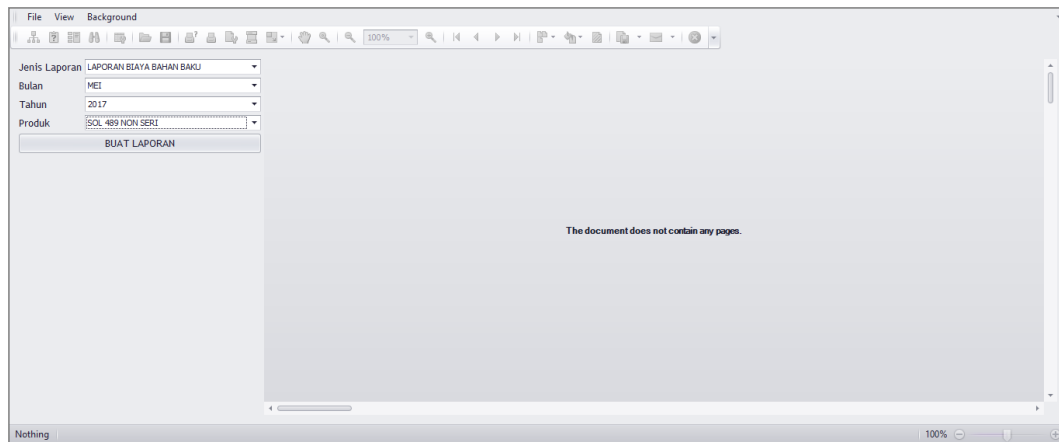 File View Background
100%
Jenis Laporan LAPORAN BIAYA BAHAN BAKU
Bulan MEI
Tahun 2017
Produk SOL 489 NON SERI
BUAT LAPORAN
The document does not contain any pages.
Nothing 100%